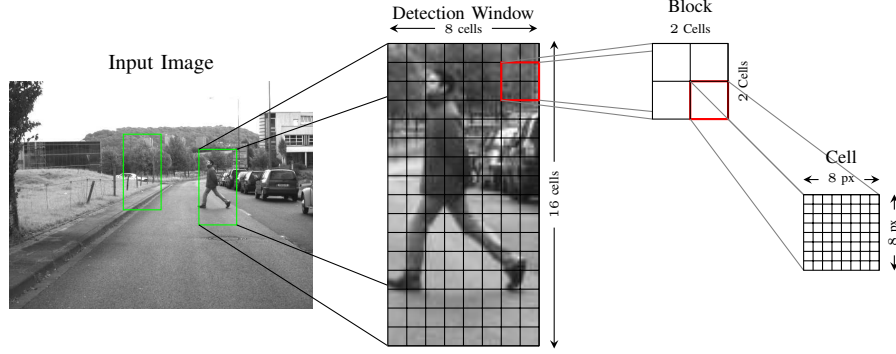 Input Image
Detection Window
8 cells
16 cells
Block
2 Cells
2 Cells
Cell
8 px
8 px